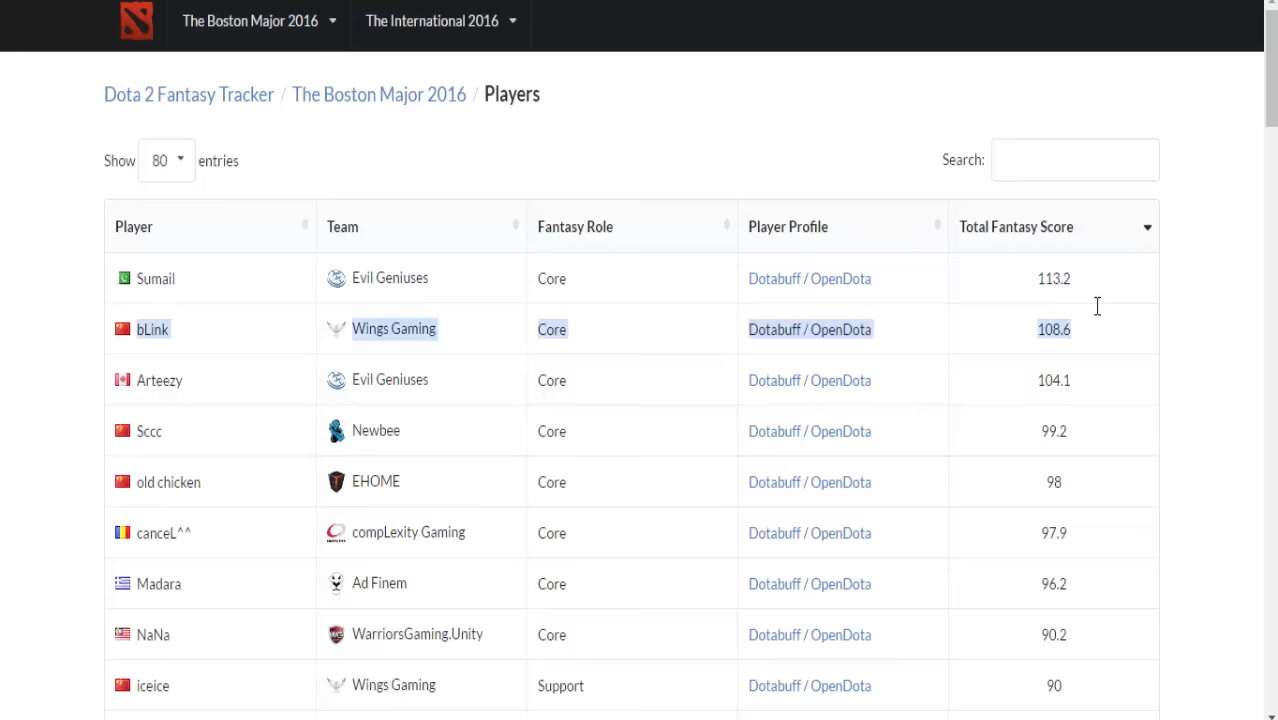 The Boston Major 2016 The International 2016
Dota 2 Fantasy Tracker / The Boston Major 2016 / Players
Show 80 entries Search:
Player Team Fantasy Role Player Profile Total Fantasy Score
Sumail Evil Geniuses Core Dotabuff / OpenDota 113.2
bLink Wings Gaming Core Dotabuff / OpenDota 108.6
Arteezy Evil Geniuses Core Dotabuff / OpenDota 104.1
Sccc Newbee Core Dotabuff / OpenDota 99.2
old chicken EHOME Core Dotabuff / OpenDota 98
canceL^^ compLexity Gaming Core Dotabuff / OpenDota 97.9
Madara Ad Finem Core Dotabuff / OpenDota 96.2
NaNa WarriorsGaming.Unity Core Dotabuff / OpenDota 90.2
iceice Wings Gaming Support Dotabuff / OpenDota 90